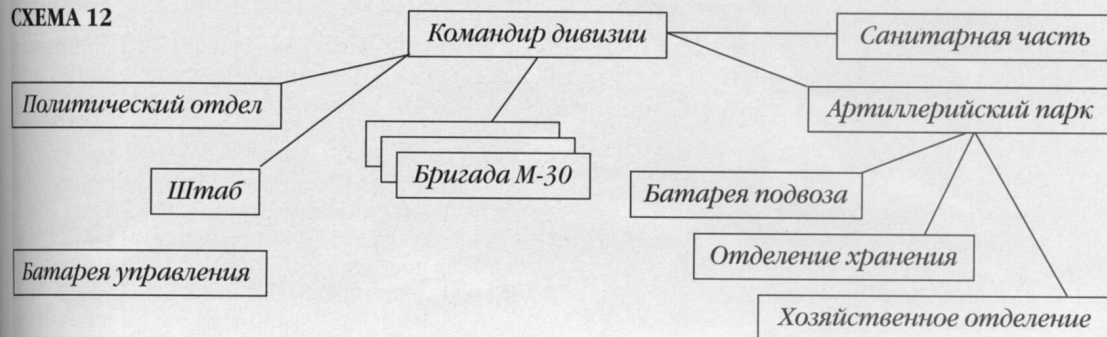 СХЕМА 12
Командир дивизии
Санитарная часть
Политический отдел
Артиллерийский парк
Штаб
Бригада М-30
Батарея подвоза
Батарея управления
Отделение хранения
Хозяйственное отделение